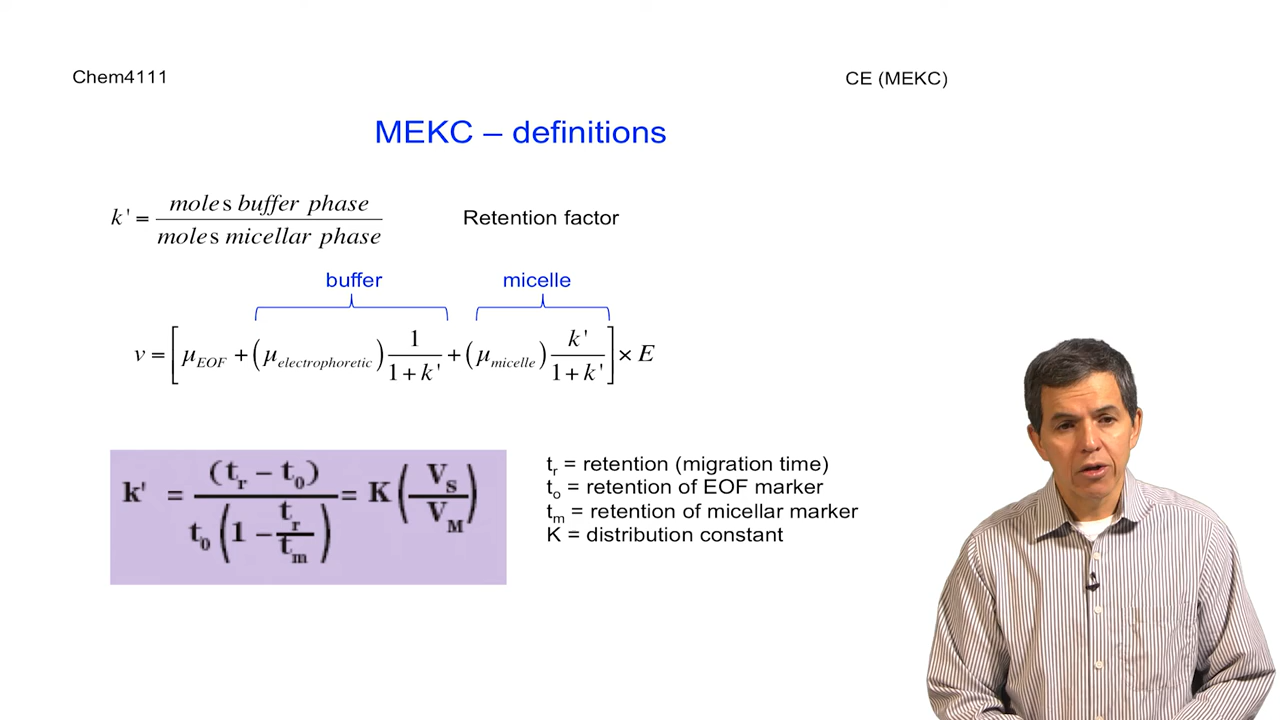 Chem4111
CE (MEKC)
MEKC – definitions
k' = moles buffer phase / moles micellar phase
Retention factor
buffer
micelle
v = [ μEOF + (μelectrophoretic) 1 / 1 + k' + (μmicelle) k' / 1 + k' ] × E
k' = (tr − t0) / t0 (1 − tr / tm) = K (VS / VM)
tr = retention (migration time)
to = retention of EOF marker
tm = retention of micellar marker
K = distribution constant